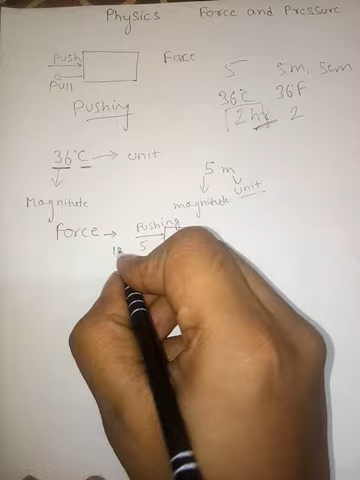 Physics Force and Pressure
Push
Pull
Force
5 5m, 5cm
36°C 36F
2 hr 2
Pushing
36°C → unit
Magnitude
5 m
magnitude unit
Force → Pushing
5